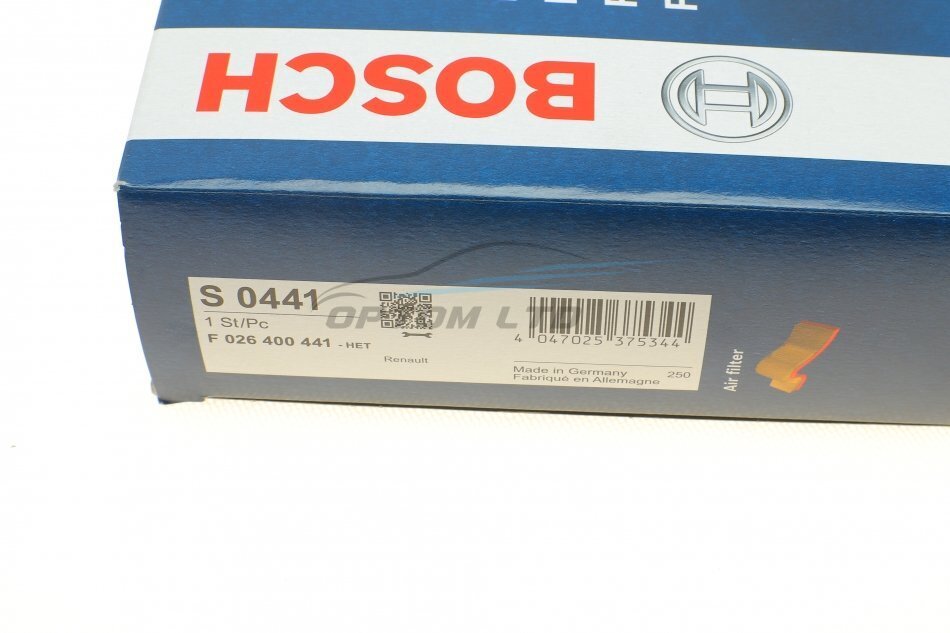 BOSCH
S 0441
1 St/Pc
F 026 400 441 - HET
Renault
4 047025 375344
Made in Germany 250
Fabriqué en Allemagne
Air filter
OPTCOM LTD